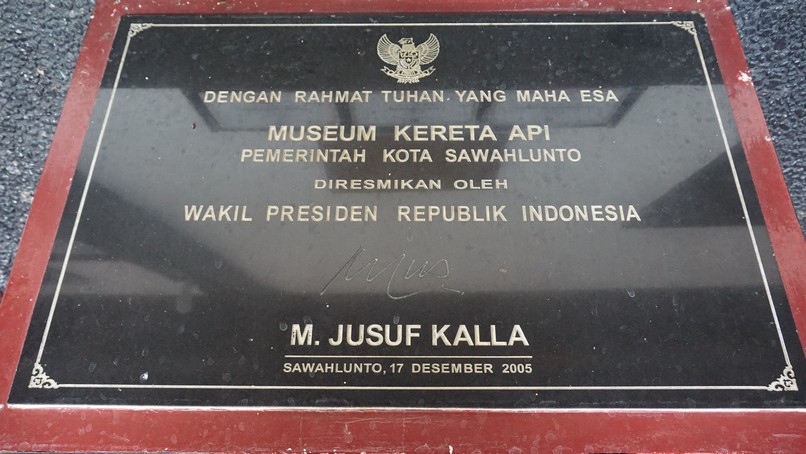 DENGAN RAHMAT TUHAN YANG MAHA ESA
MUSEUM KERETA API
PEMERINTAH KOTA SAWAHLUNTO
DIRESMIKAN OLEH
WAKIL PRESIDEN REPUBLIK INDONESIA
M. JUSUF KALLA
SAWAHLUNTO, 17 DESEMBER 2005